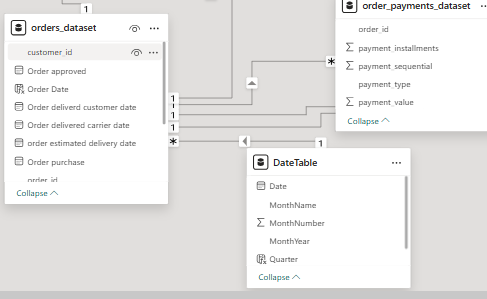 1
orders_dataset
customer_id
Order approved
Order Date
Order deliverd customer date
Order delivered carrier date
order estimated delivery date
Order purchase
order_id
Collapse
1
1
1
1
*
*
1
order_payments_dataset
order_id
payment_installments
payment_sequential
payment_type
payment_value
Collapse
DateTable
Date
MonthName
MonthNumber
MonthYear
Quarter
Collapse